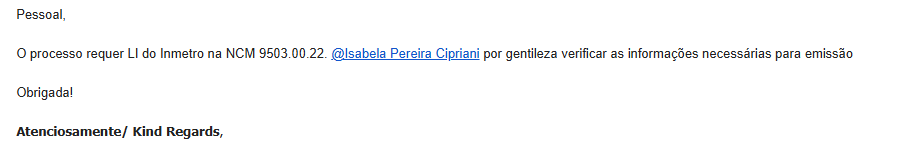 Pessoal,
O processo requer LI do Inmetro na NCM 9503.00.22. @Isabela Pereira Cipriani por gentileza verificar as informações necessárias para emissão
Obrigada!
Atenciosamente/ Kind Regards,